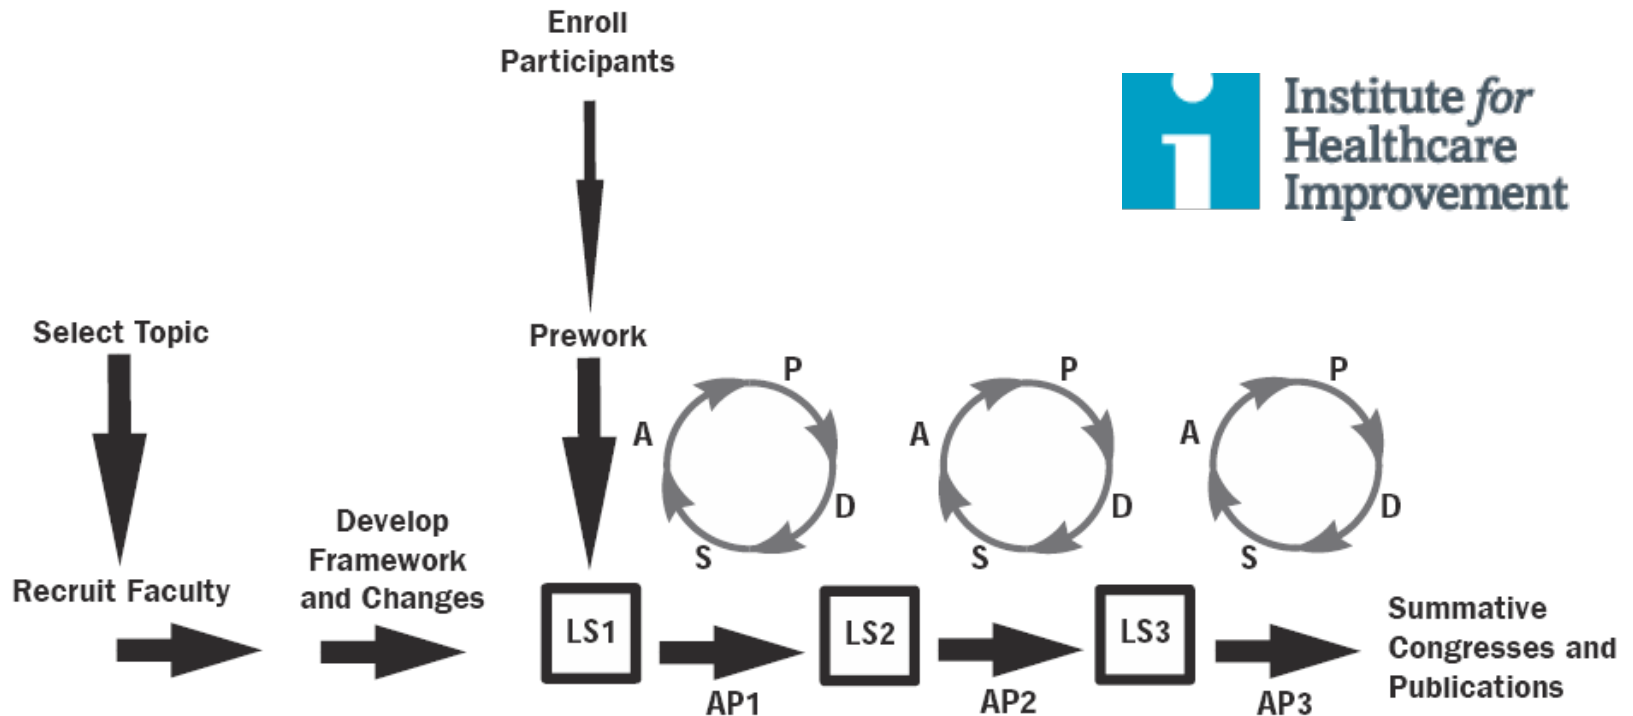 Enroll
Participants
Institute for
Healthcare
Improvement
Select Topic
Prework
P
A
D
S
P
A
D
S
P
A
D
S
Recruit Faculty
Develop
Framework
and Changes
LS1
AP1
LS2
AP2
LS3
AP3
Summative
Congresses and
Publications